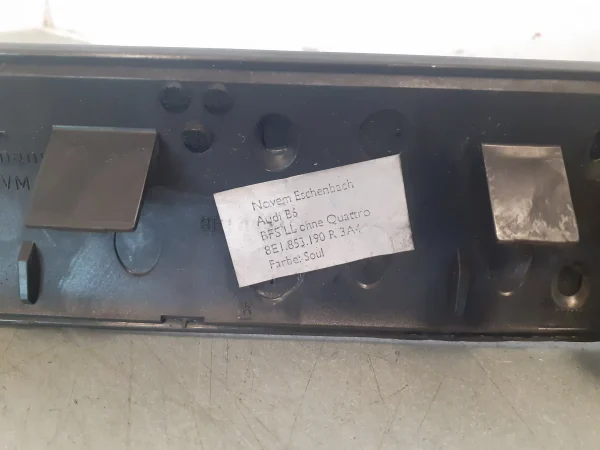 Novem Eschenbach
Audi B6
BFS LL ohne Quattro
8E1.853.190 R 3A4
Farbe: Soul